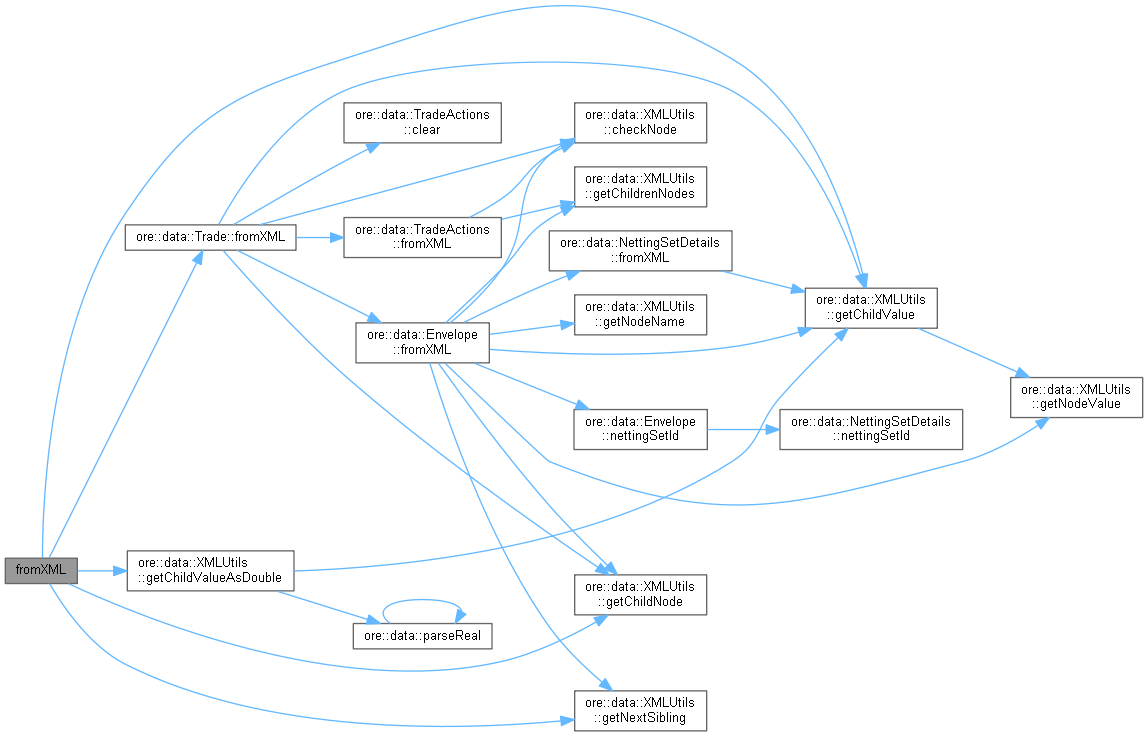 ore::data::TradeActions
::clear
ore::data::XMLUtils
::checkNode
ore::data::XMLUtils
::getChildrenNodes
ore::data::Trade::fromXML
ore::data::TradeActions
::fromXML
ore::data::NettingSetDetails
::fromXML
ore::data::XMLUtils
::getChildValue
ore::data::XMLUtils
::getNodeName
ore::data::Envelope
::fromXML
ore::data::XMLUtils
::getNodeValue
ore::data::Envelope
::nettingSetId
ore::data::NettingSetDetails
::nettingSetId
fromXML
ore::data::XMLUtils
::getChildValueAsDouble
ore::data::XMLUtils
::getChildNode
ore::data::parseReal
ore::data::XMLUtils
::getNextSibling